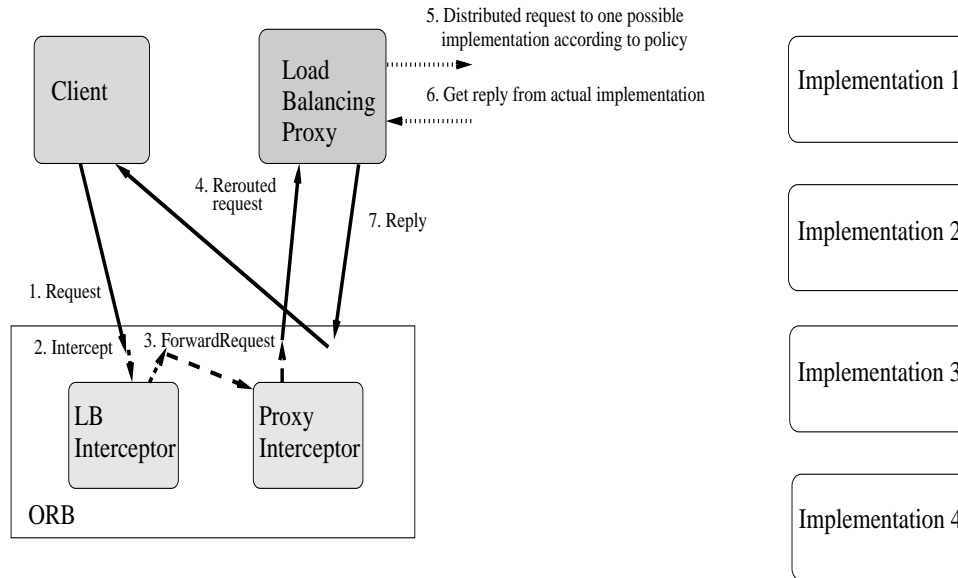 5. Distributed request to one possible
implementation according to policy
Client
Load
Balancing
Proxy
6. Get reply from actual implementation
Implementation 1
4. Rerouted
request
7. Reply
Implementation 2
1. Request
2. Intercept
3. ForwardRequest
Implementation 3
LB
Interceptor
Proxy
Interceptor
ORB
Implementation 4